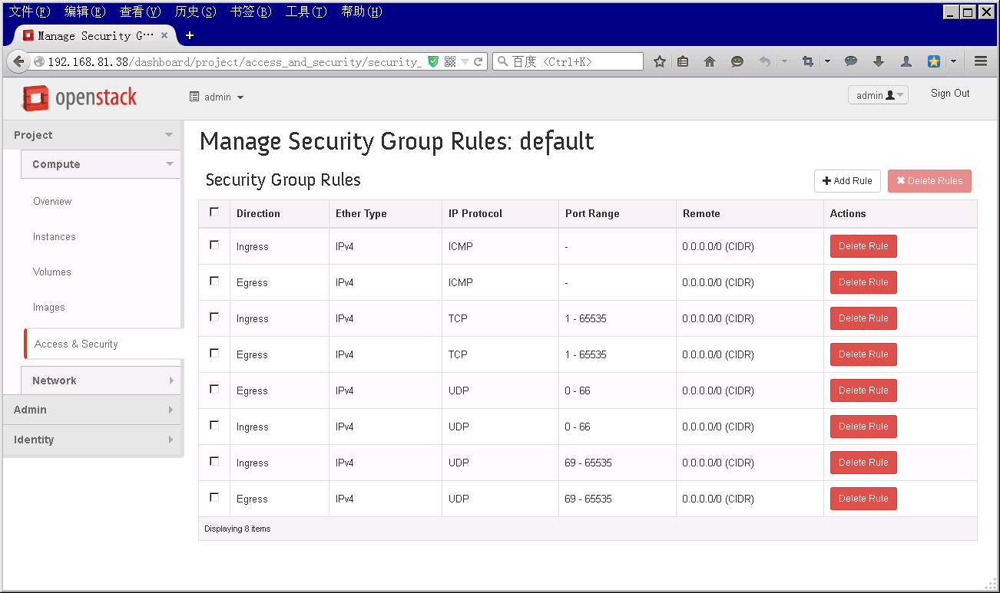 文件(F) 编辑(E) 查看(V) 历史(S) 书签(B) 工具(T) 帮助(H)
Manage Security G… × +
192.168.81.38/dashboard/project/access_and_security/security_ 百度 <Ctrl+K>
openstack admin admin Sign Out
Project
Compute
Overview
Instances
Volumes
Images
Access & Security
Network
Admin
Identity
Manage Security Group Rules: default
Security Group Rules + Add Rule ✖ Delete Rules
Direction Ether Type IP Protocol Port Range Remote Actions
Ingress IPv4 ICMP - 0.0.0.0/0 (CIDR) Delete Rule
Egress IPv4 ICMP - 0.0.0.0/0 (CIDR) Delete Rule
Ingress IPv4 TCP 1 - 65535 0.0.0.0/0 (CIDR) Delete Rule
Egress IPv4 TCP 1 - 65535 0.0.0.0/0 (CIDR) Delete Rule
Egress IPv4 UDP 0 - 66 0.0.0.0/0 (CIDR) Delete Rule
Ingress IPv4 UDP 0 - 66 0.0.0.0/0 (CIDR) Delete Rule
Ingress IPv4 UDP 69 - 65535 0.0.0.0/0 (CIDR) Delete Rule
Egress IPv4 UDP 69 - 65535 0.0.0.0/0 (CIDR) Delete Rule
Displaying 8 items